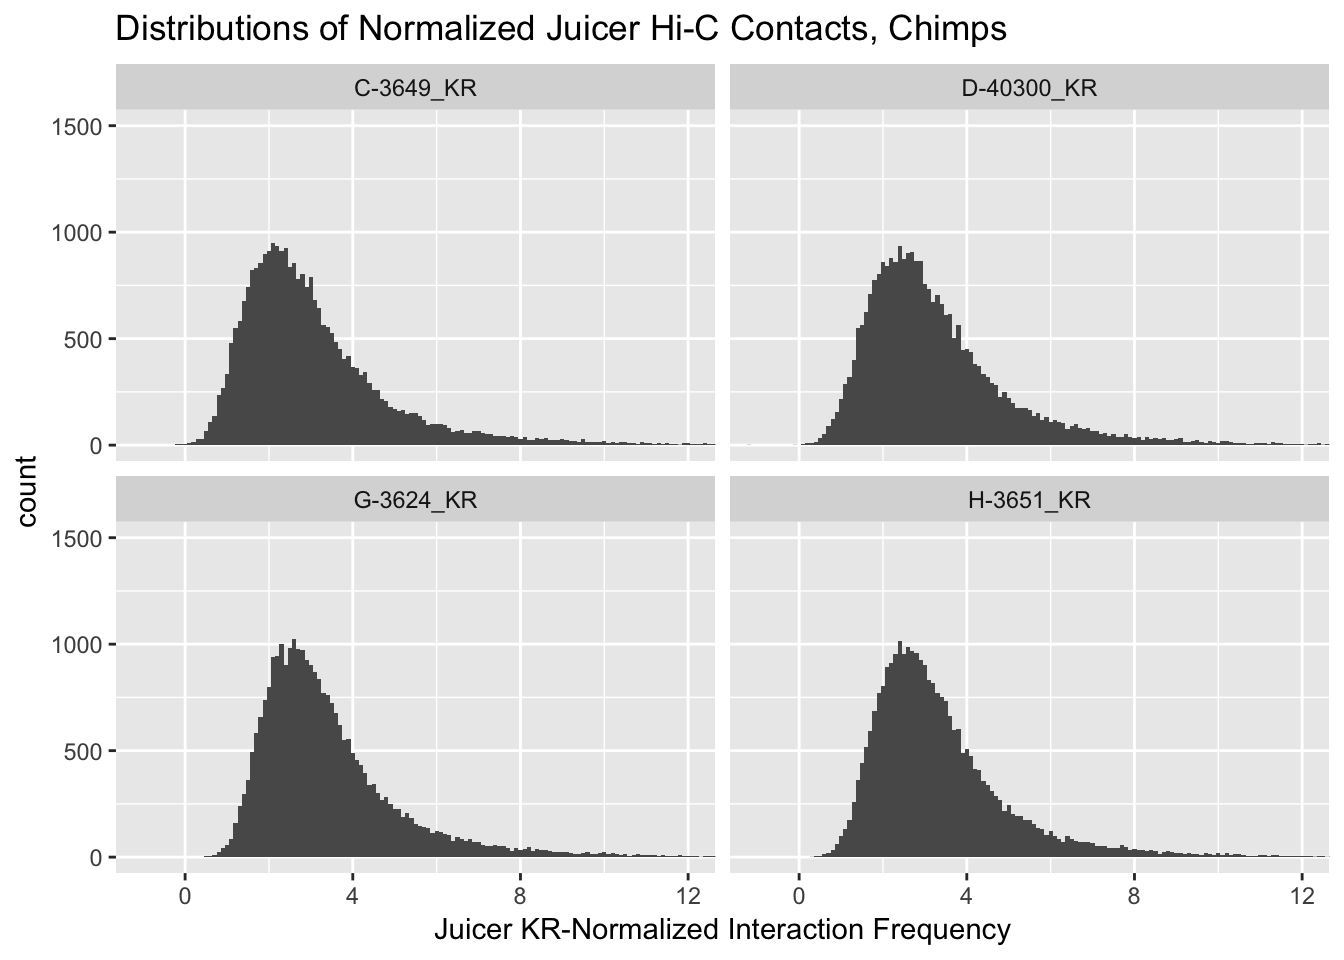 Distributions of Normalized Juicer Hi-C Contacts, Chimps
C-3649_KR
D-40300_KR
1500
1000
500
0
count
G-3624_KR
H-3651_KR
1500
1000
500
0
0 4 8 12
0 4 8 12
Juicer KR-Normalized Interaction Frequency